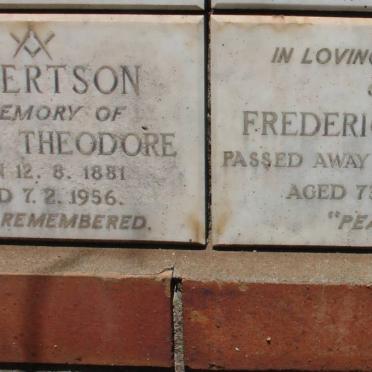 ERTSON
EMORY OF
THEODORE
12. 8. 1881
D 7. 2. 1956.
REMEMBERED.
IN LOVING
FREDERI
PASSED AWAY
AGED 7
"PEA